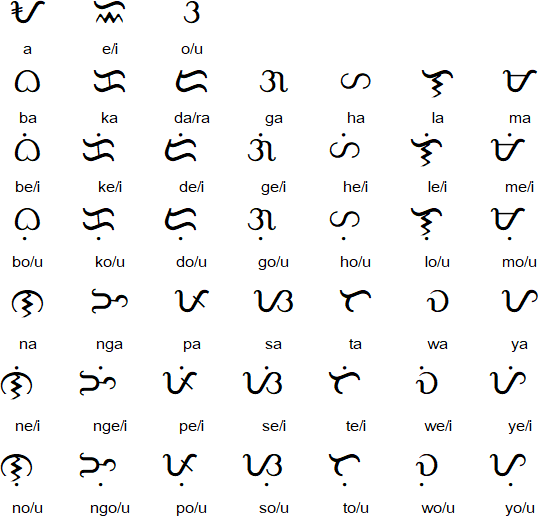 ᜀ ᜁ ᜂ
a e/i o/u
ᜊ ᜃ ᜇ ᜄ ᜑ ᜎ ᜋ
ba ka da/ra ga ha la ma
ᜊᜒ ᜃᜒ ᜇᜒ ᜄᜒ ᜑᜒ ᜎᜒ ᜋᜒ
be/i ke/i de/i ge/i he/i le/i me/i
ᜊᜓ ᜃᜓ ᜇᜓ ᜄᜓ ᜑᜓ ᜎᜓ ᜋᜓ
bo/u ko/u do/u go/u ho/u lo/u mo/u
ᜈ ᜅ ᜉ ᜐ ᜆ ᜏ ᜌ
na nga pa sa ta wa ya
ᜈᜒ ᜅᜒ ᜉᜒ ᜐᜒ ᜆᜒ ᜏᜒ ᜌᜒ
ne/i nge/i pe/i se/i te/i we/i ye/i
ᜈᜓ ᜅᜓ ᜉᜓ ᜐᜓ ᜆᜓ ᜏᜓ ᜌᜓ
no/u ngo/u po/u so/u to/u wo/u yo/u